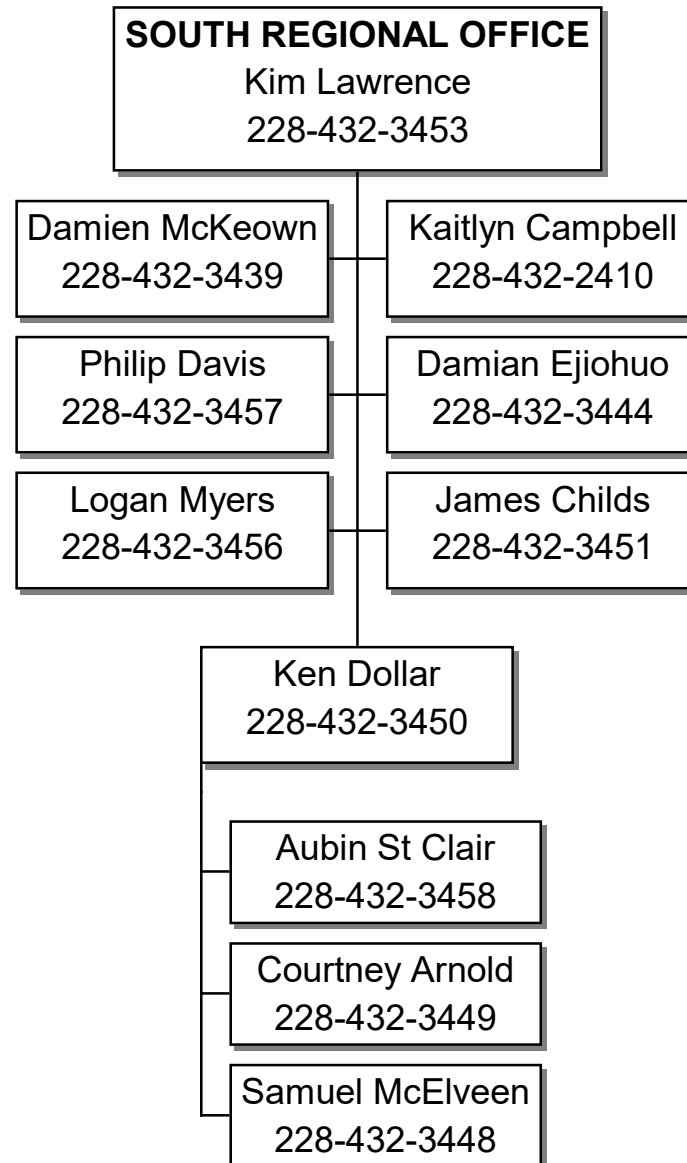 SOUTH REGIONAL OFFICE
Kim Lawrence
228-432-3453
Damien McKeown
228-432-3439
Kaitlyn Campbell
228-432-2410
Philip Davis
228-432-3457
Damian Ejiohuo
228-432-3444
Logan Myers
228-432-3456
James Childs
228-432-3451
Ken Dollar
228-432-3450
Aubin St Clair
228-432-3458
Courtney Arnold
228-432-3449
Samuel McElveen
228-432-3448